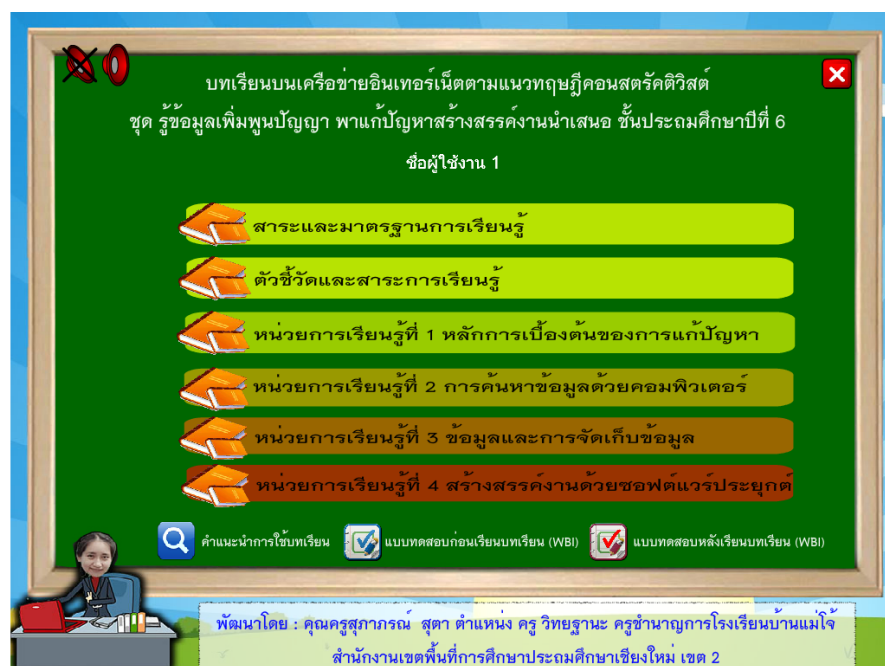 บทเรียนบนเครือข่ายอินเทอร์เน็ตตามแนวทฤษฎีคอนสตรัคติวิสต์
ชุด รู้ข้อมูลเพิ่มพูนปัญญา พาแก้ปัญหาสร้างสรรค์งานนำเสนอ ชั้นประถมศึกษาปีที่ 6
ชื่อผู้ใช้งาน 1
สาระและมาตรฐานการเรียนรู้
ตัวชี้วัดและสาระการเรียนรู้
หน่วยการเรียนรู้ที่ 1 หลักการเบื้องต้นของการแก้ปัญหา
หน่วยการเรียนรู้ที่ 2 การค้นหาข้อมูลด้วยคอมพิวเตอร์
หน่วยการเรียนรู้ที่ 3 ข้อมูลและการจัดเก็บข้อมูล
หน่วยการเรียนรู้ที่ 4 สร้างสรรค์งานด้วยซอฟต์แวร์ประยุกต์
คำแนะนำการใช้บทเรียน แบบทดสอบก่อนเรียนบทเรียน (WBI) แบบทดสอบหลังเรียนบทเรียน (WBI)
พัฒนาโดย : คุณครูสุภาภรณ์ สุตา ตำแหน่ง ครู วิทยฐานะ ครูชำนาญการโรงเรียนบ้านแม่โจ้
สำนักงานเขตพื้นที่การศึกษาประถมศึกษาเชียงใหม่ เขต 2